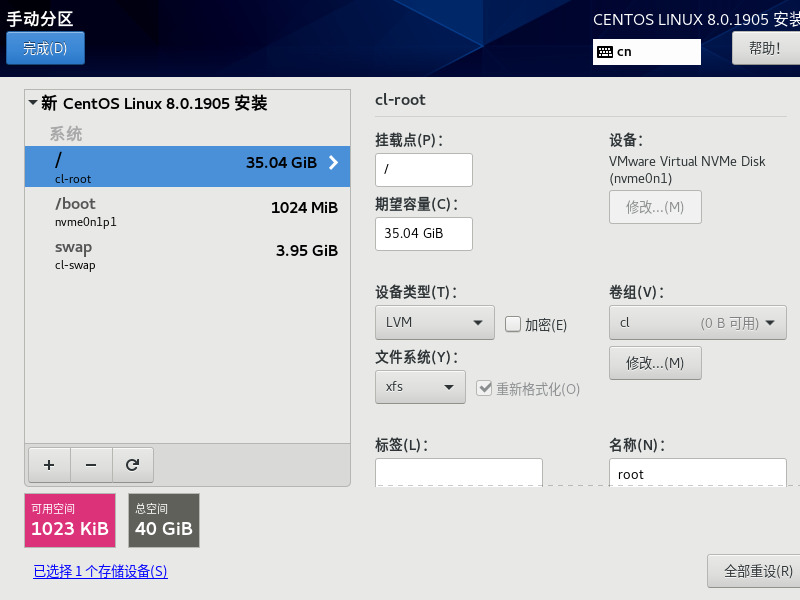 手动分区
CENTOS LINUX 8.0.1905 安装
完成(D)
cn
帮助!
新 CentOS Linux 8.0.1905 安装
系统
/
35.04 GiB
cl-root
/boot
1024 MiB
nvme0n1p1
swap
3.95 GiB
cl-swap
cl-root
挂载点(P):
/
设备:
VMware Virtual NVMe Disk
(nvme0n1)
修改...(M)
期望容量(C):
35.04 GiB
设备类型(T):
LVM
加密(E)
卷组(V):
cl (0 B 可用)
修改...(M)
文件系统(Y):
xfs
重新格式化(O)
标签(L):
名称(N):
root
+ −
可用空间
1023 KiB
总空间
40 GiB
已选择 1 个存储设备(S)
全部重设(R)